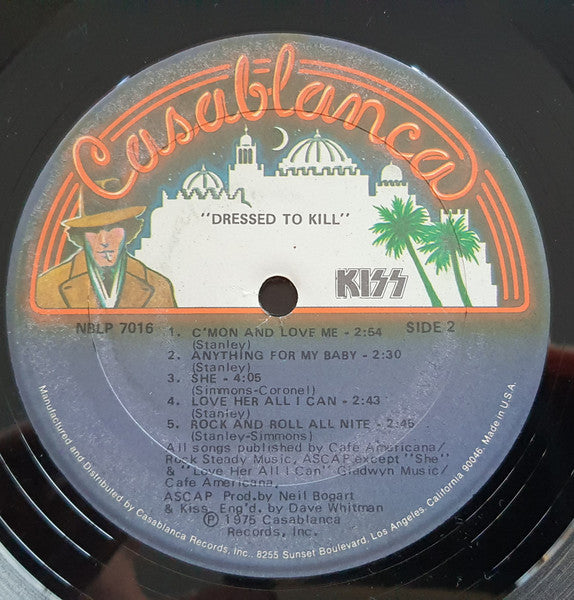 Casablanca
"DRESSED TO KILL"
KISS
NBLP 7016
SIDE 2
1. C'MON AND LOVE ME - 2:54
(Stanley)
2. ANYTHING FOR MY BABY - 2:30
(Stanley)
3. SHE - 4:05
(Simmons-Coronel)
4. LOVE HER ALL I CAN - 2:43
(Stanley)
5. ROCK AND ROLL ALL NITE - 2:45
(Stanley-Simmons)
All songs published by Cafe Americana/
Rock Steady Music, ASCAP except "She"
& "Love Her All I Can" Gladwyn Music/
Cafe Americana,
ASCAP Prod.by Neil Bogart
& Kiss. Eng'd. by Dave Whitman
Ⓟ 1975 Casablanca
Records, Inc.
Manufactured and Distributed by Casablanca Records, Inc., 8255 Sunset Boulevard, Los Angeles, California 90046. Made in U.S.A.